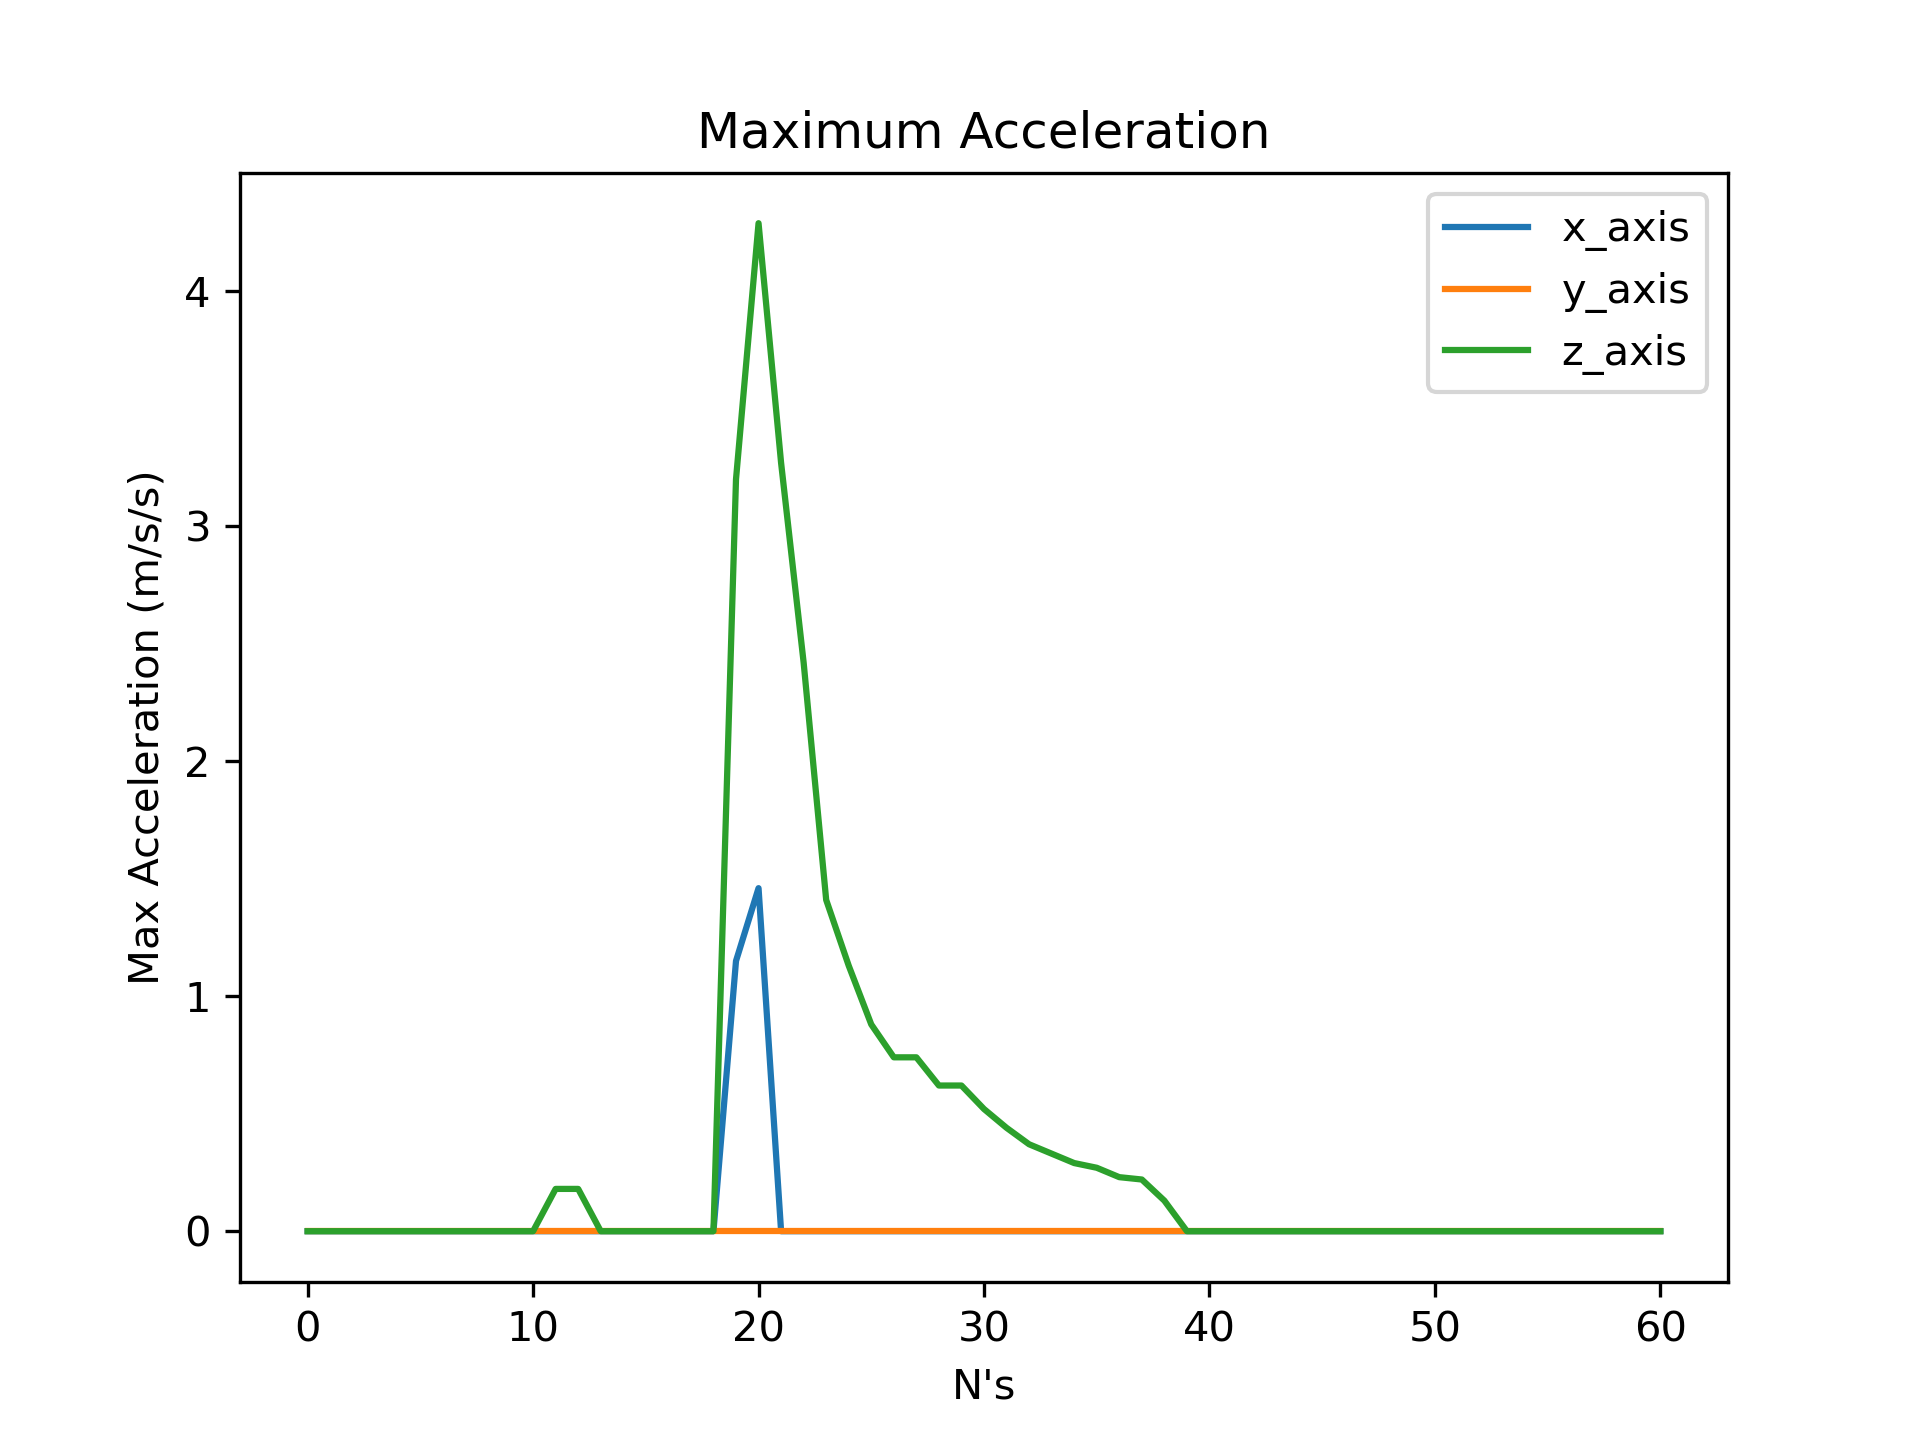 Maximum Acceleration
x_axis
y_axis
z_axis
Max Acceleration (m/s/s)
4
3
2
1
0
0 10 20 30 40 50 60
N's